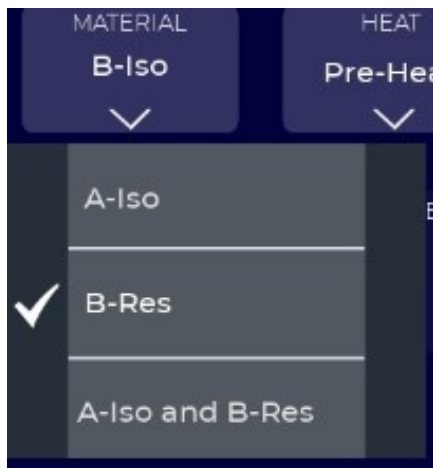 MATERIAL
B-Iso
HEAT
A-Iso
B-Res
A-Iso and B-Res